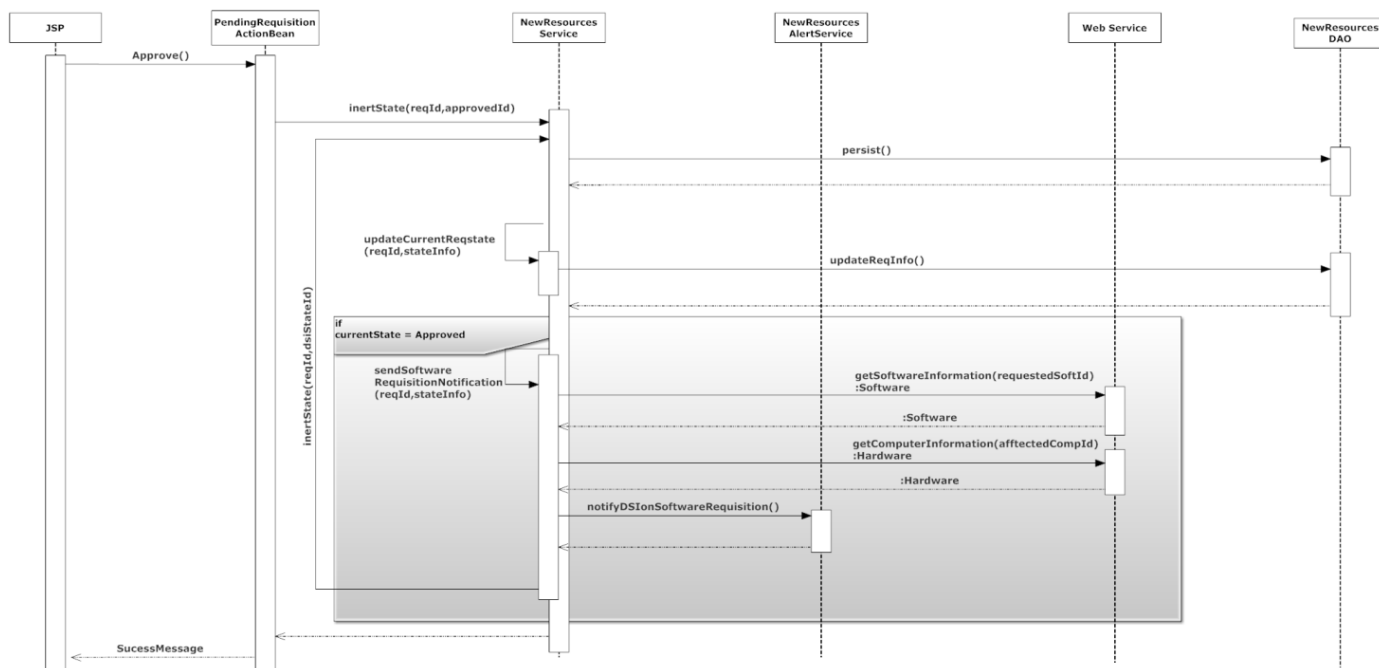 JSP
PendingRequisition
ActionBean
NewResources
Service
NewResources
AlertService
Web Service
NewResources
DAO
Approve()
inertState(reqId,approvedId)
persist()
updateCurrentReqstate
(reqId,stateInfo)
updateReqInfo()
inertState(reqId,dsiStateId)
if
currentState = Approved
sendSoftware
RequisitionNotification
(reqId,stateInfo)
getSoftwareInformation(requestedSoftId)
:Software
:Software
getComputerInformation(afftectedCompId)
:Hardware
:Hardware
notifyDSIonSoftwareRequisition()
SucessMessage